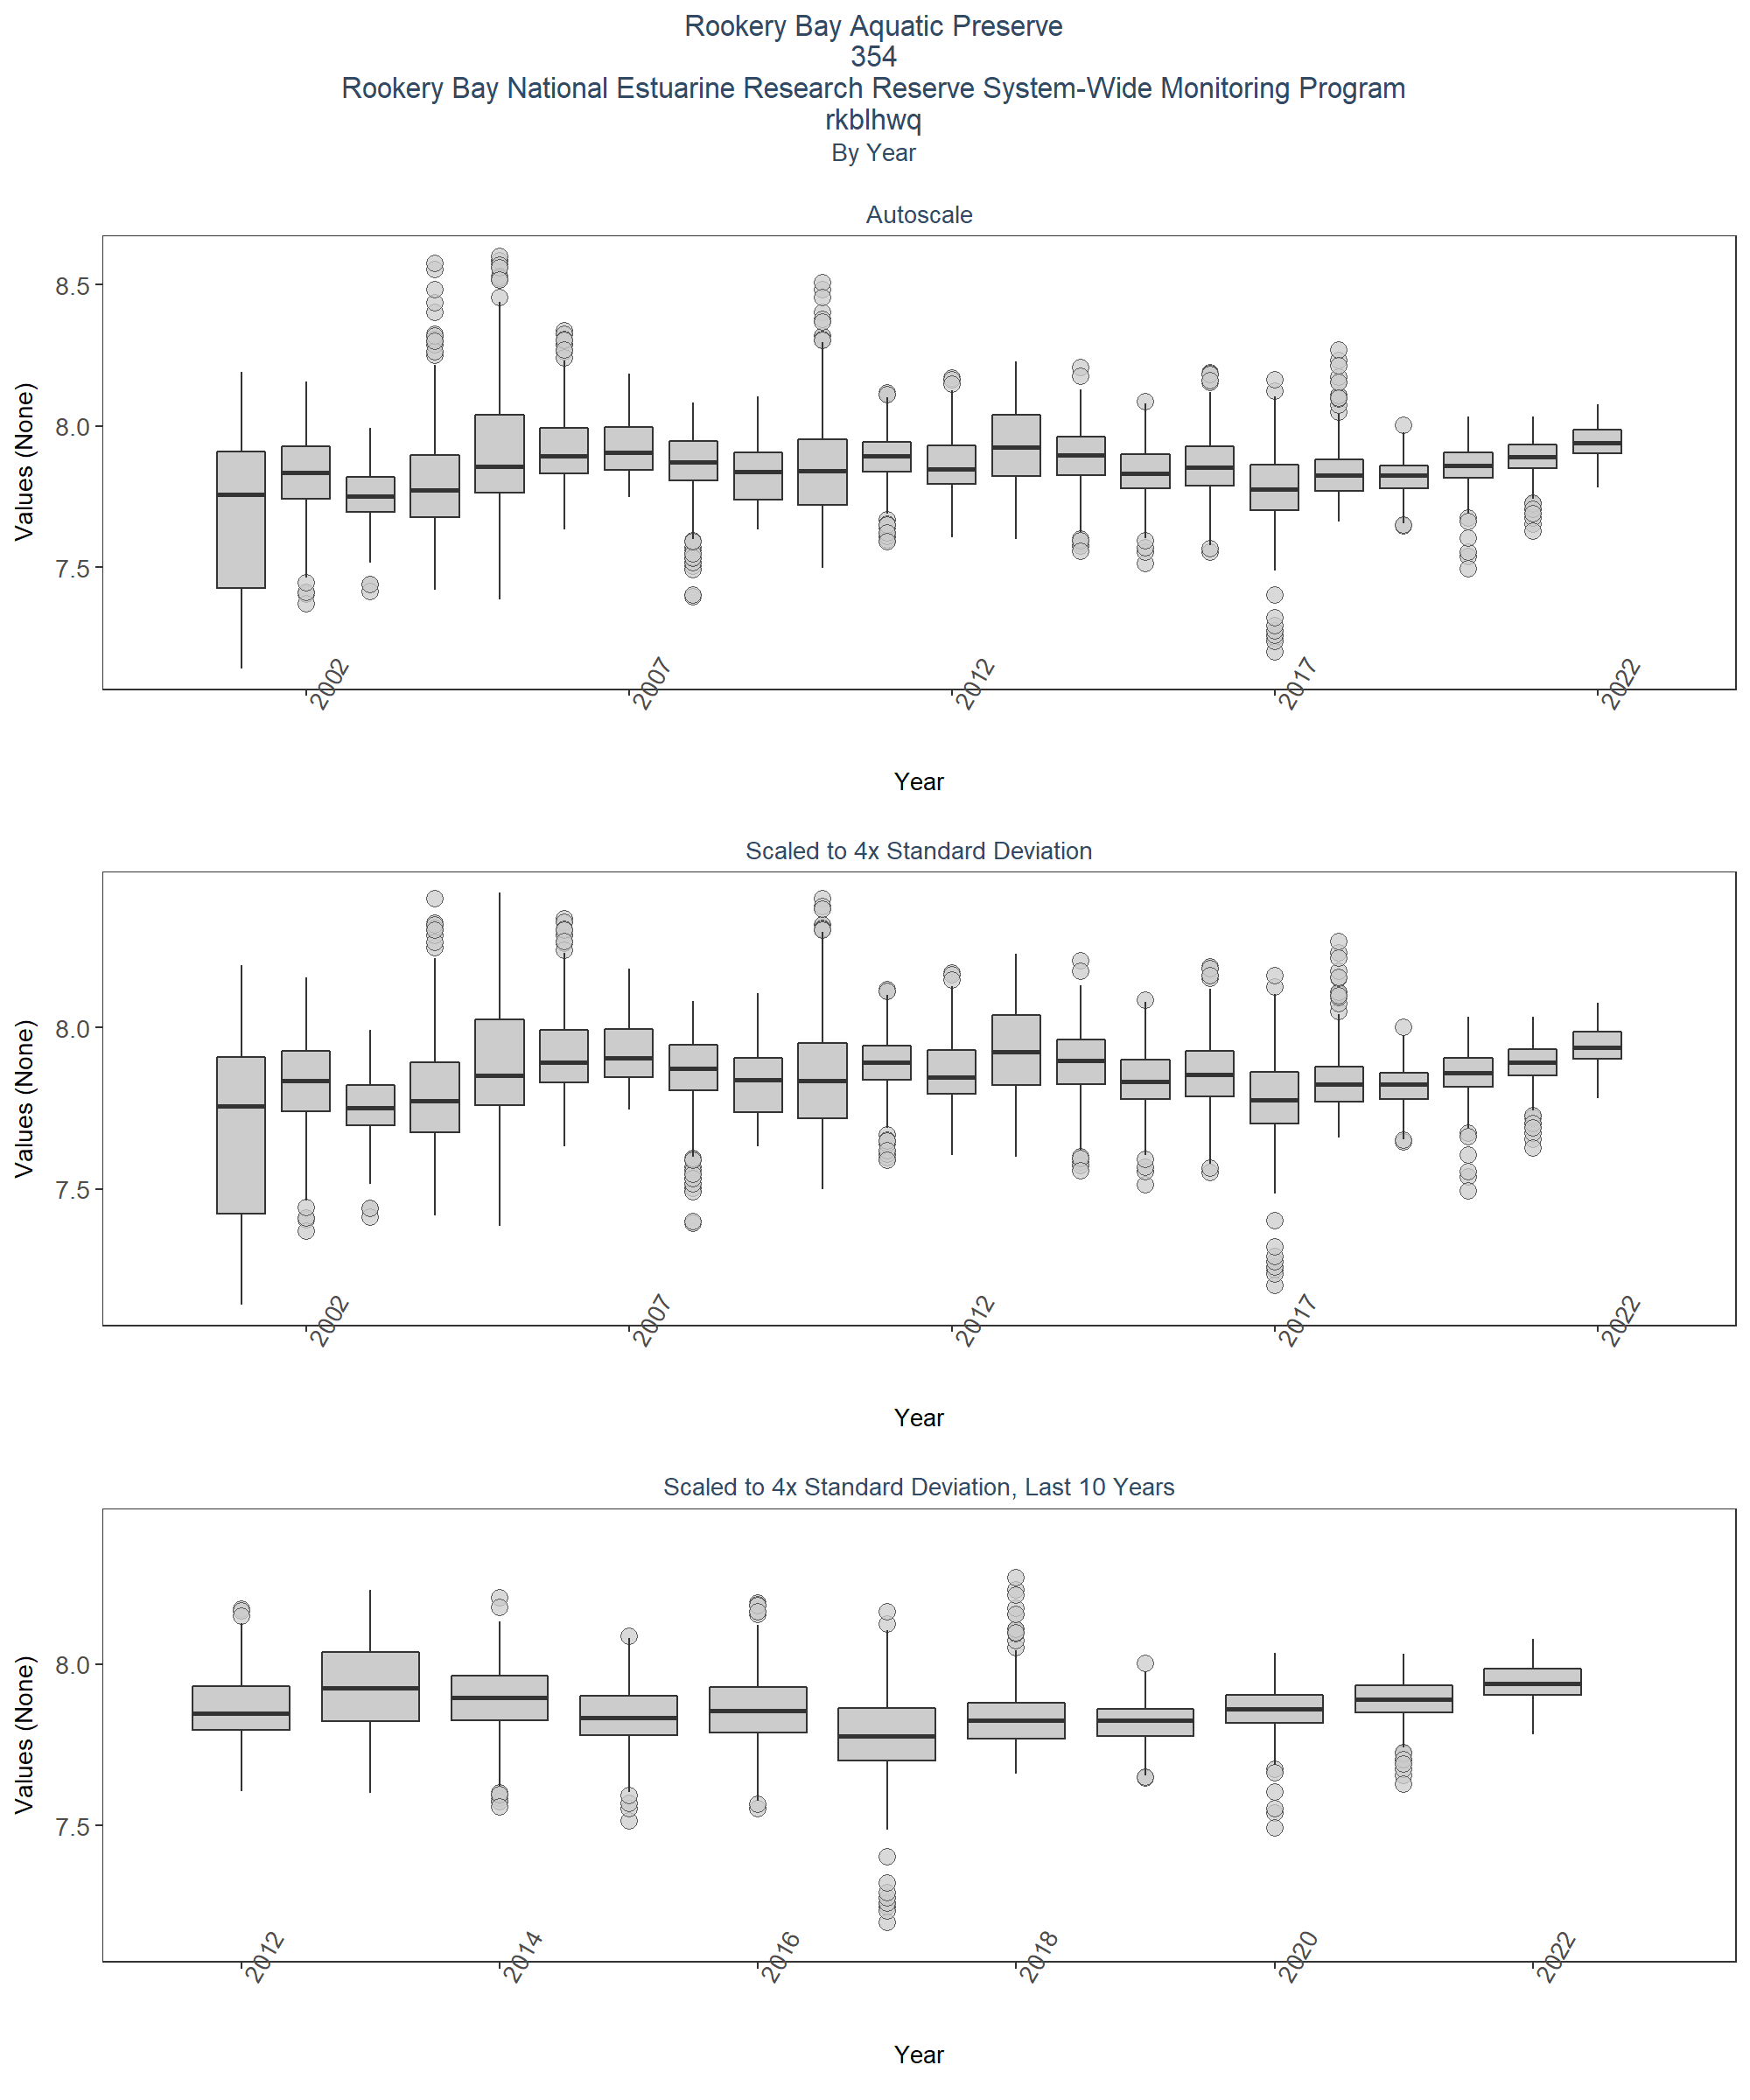 Rookery Bay Aquatic Preserve
354
Rookery Bay National Estuarine Research Reserve System-Wide Monitoring Program
rkblhwq
By Year
Autoscale
Values (None)
8.5
8.0
7.5
2002
2007
2012
2017
2022
Year
Scaled to 4x Standard Deviation
Values (None)
8.0
7.5
2002
2007
2012
2017
2022
Year
Scaled to 4x Standard Deviation, Last 10 Years
Values (None)
8.0
7.5
2012
2014
2016
2018
2020
2022
Year